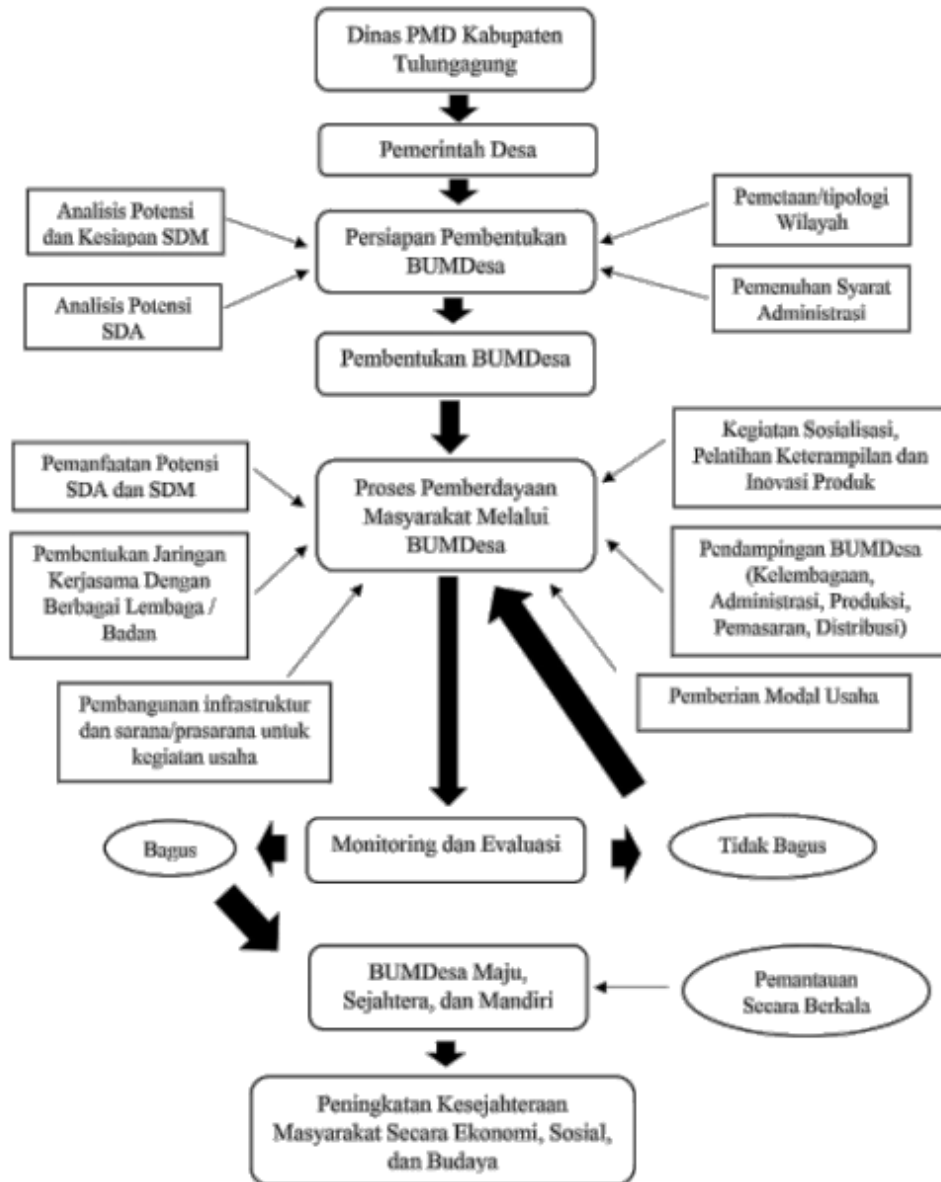 Dinas PMD Kabupaten
Tulungagung
Pemerintah Desa
Analisis Potensi
dan Kesiapan SDM
Persiapan Pembentukan
BUMDesa
Pemetaan/tipologi
Wilayah
Analisis Potensi
SDA
Pemenuhan Syarat
Administrasi
Pembentukan BUMDesa
Pemanfaatan Potensi
SDA dan SDM
Proses Pemberdayaan
Masyarakat Melalui
BUMDesa
Kegiatan Sosialisasi,
Pelatihan Keterampilan dan
Inovasi Produk
Pembentukan Jaringan
Kerjasama Dengan
Berbagai Lembaga /
Badan
Pendampingan BUMDesa
(Kelembagaan,
Administrasi, Produksi,
Pemasaran, Distribusi)
Pembangunan infrastruktur
dan sarana/prasarana untuk
kegiatan usaha
Pemberian Modal Usaha
Bagus
Monitoring dan Evaluasi
Tidak Bagus
BUMDesa Maju,
Sejahtera, dan Mandiri
Pemantauan
Secara Berkala
Peningkatan Kesejahteraan
Masyarakat Secara Ekonomi, Sosial,
dan Budaya